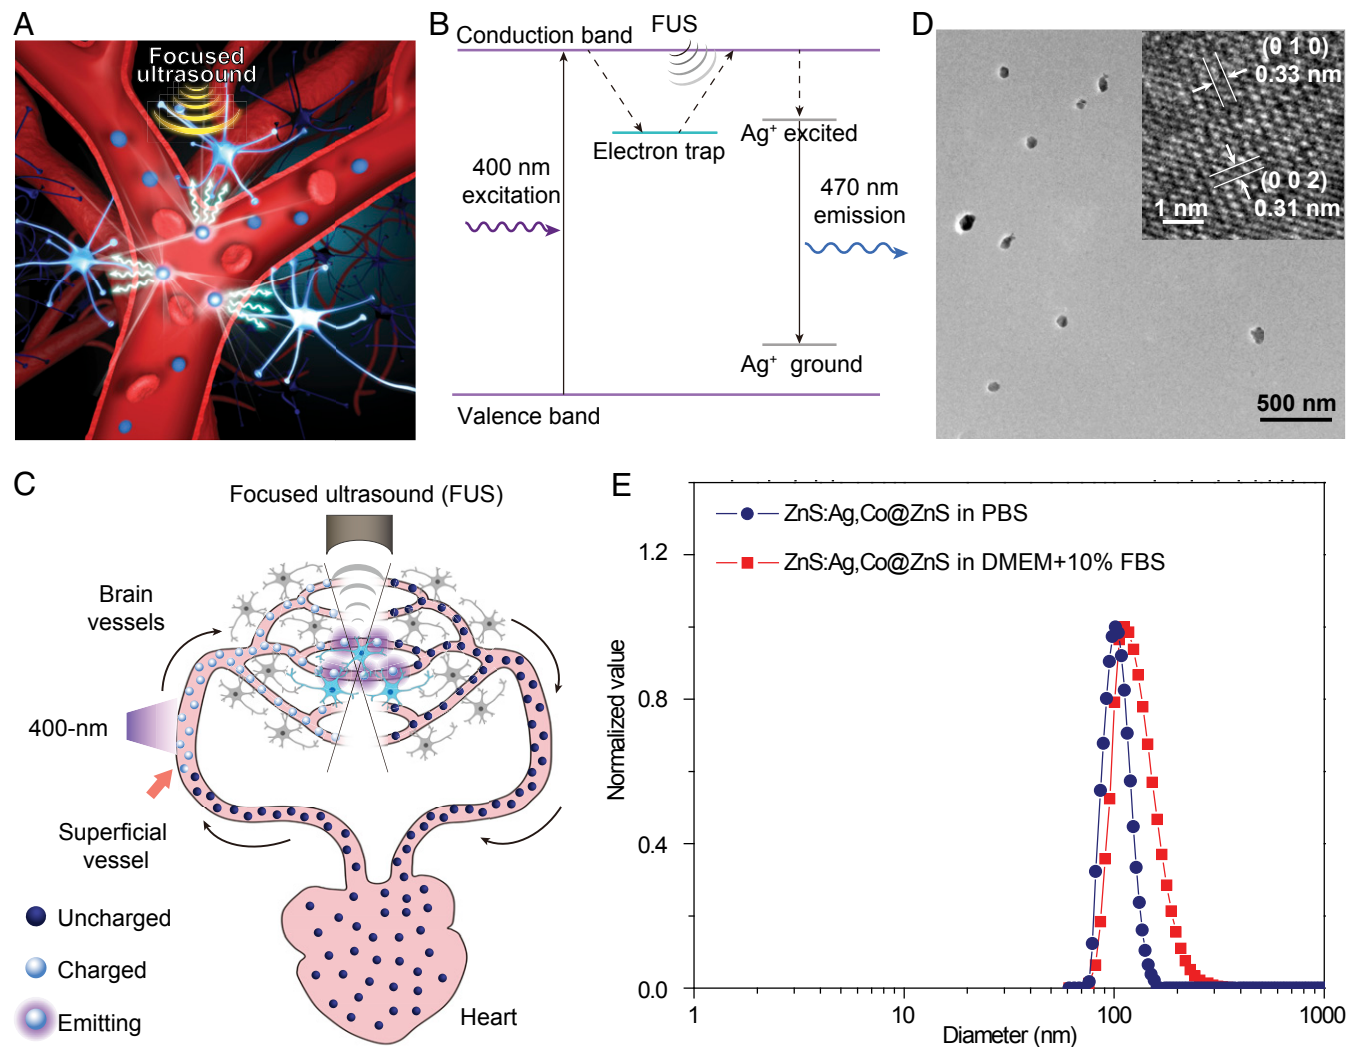 A
Focused
ultrasound
B
Conduction band
FUS
Electron trap
Ag⁺ excited
400 nm
excitation
470 nm
emission
Ag⁺ ground
Valence band
D
(0 1 0)
0.33 nm
(0 0 2)
0.31 nm
1 nm
500 nm
C
Focused ultrasound (FUS)
Brain
vessels
400-nm
Superficial
vessel
Uncharged
Charged
Emitting
Heart
E
ZnS:Ag,Co@ZnS in PBS
ZnS:Ag,Co@ZnS in DMEM+10% FBS
Normalized value
1.2
0.8
0.4
0.0
1
10
100
1000
Diameter (nm)